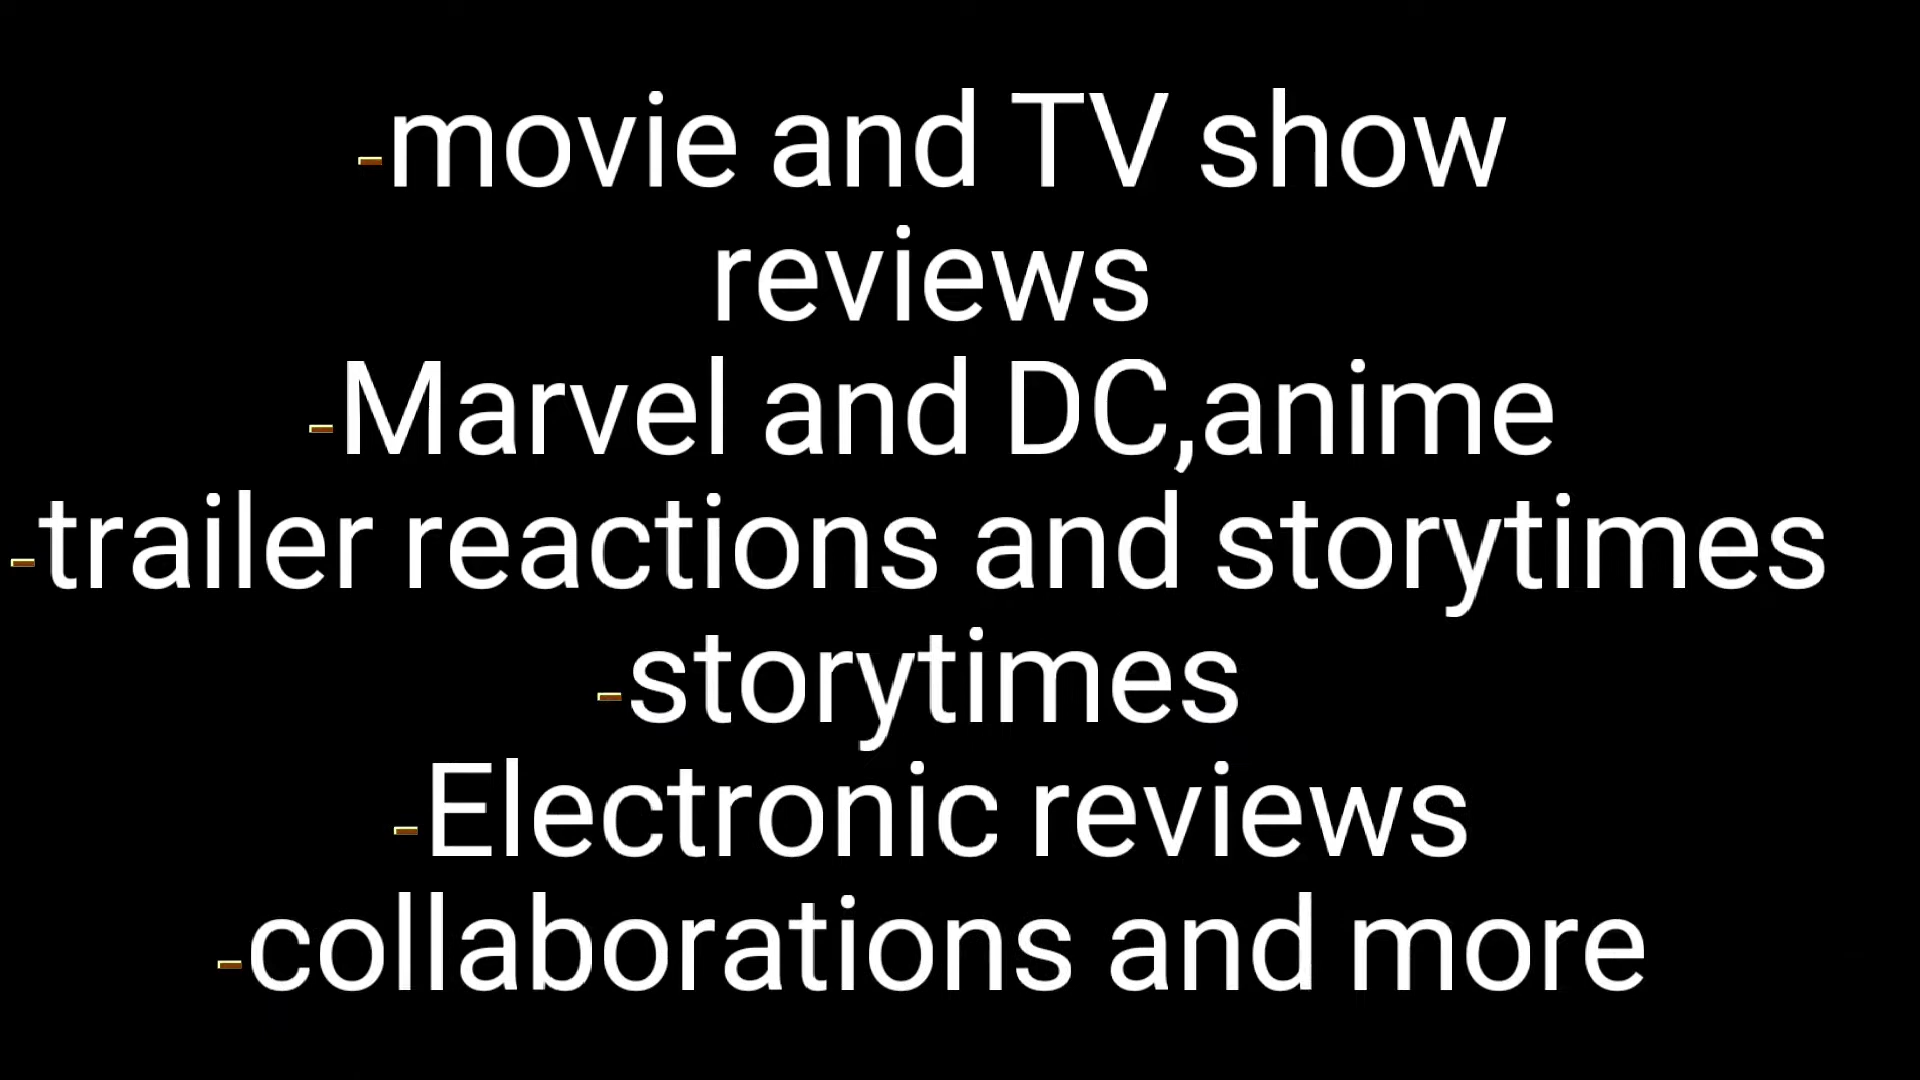 -movie and TV show
reviews
-Marvel and DC,anime
-trailer reactions and storytimes
-storytimes
-Electronic reviews
-collaborations and more